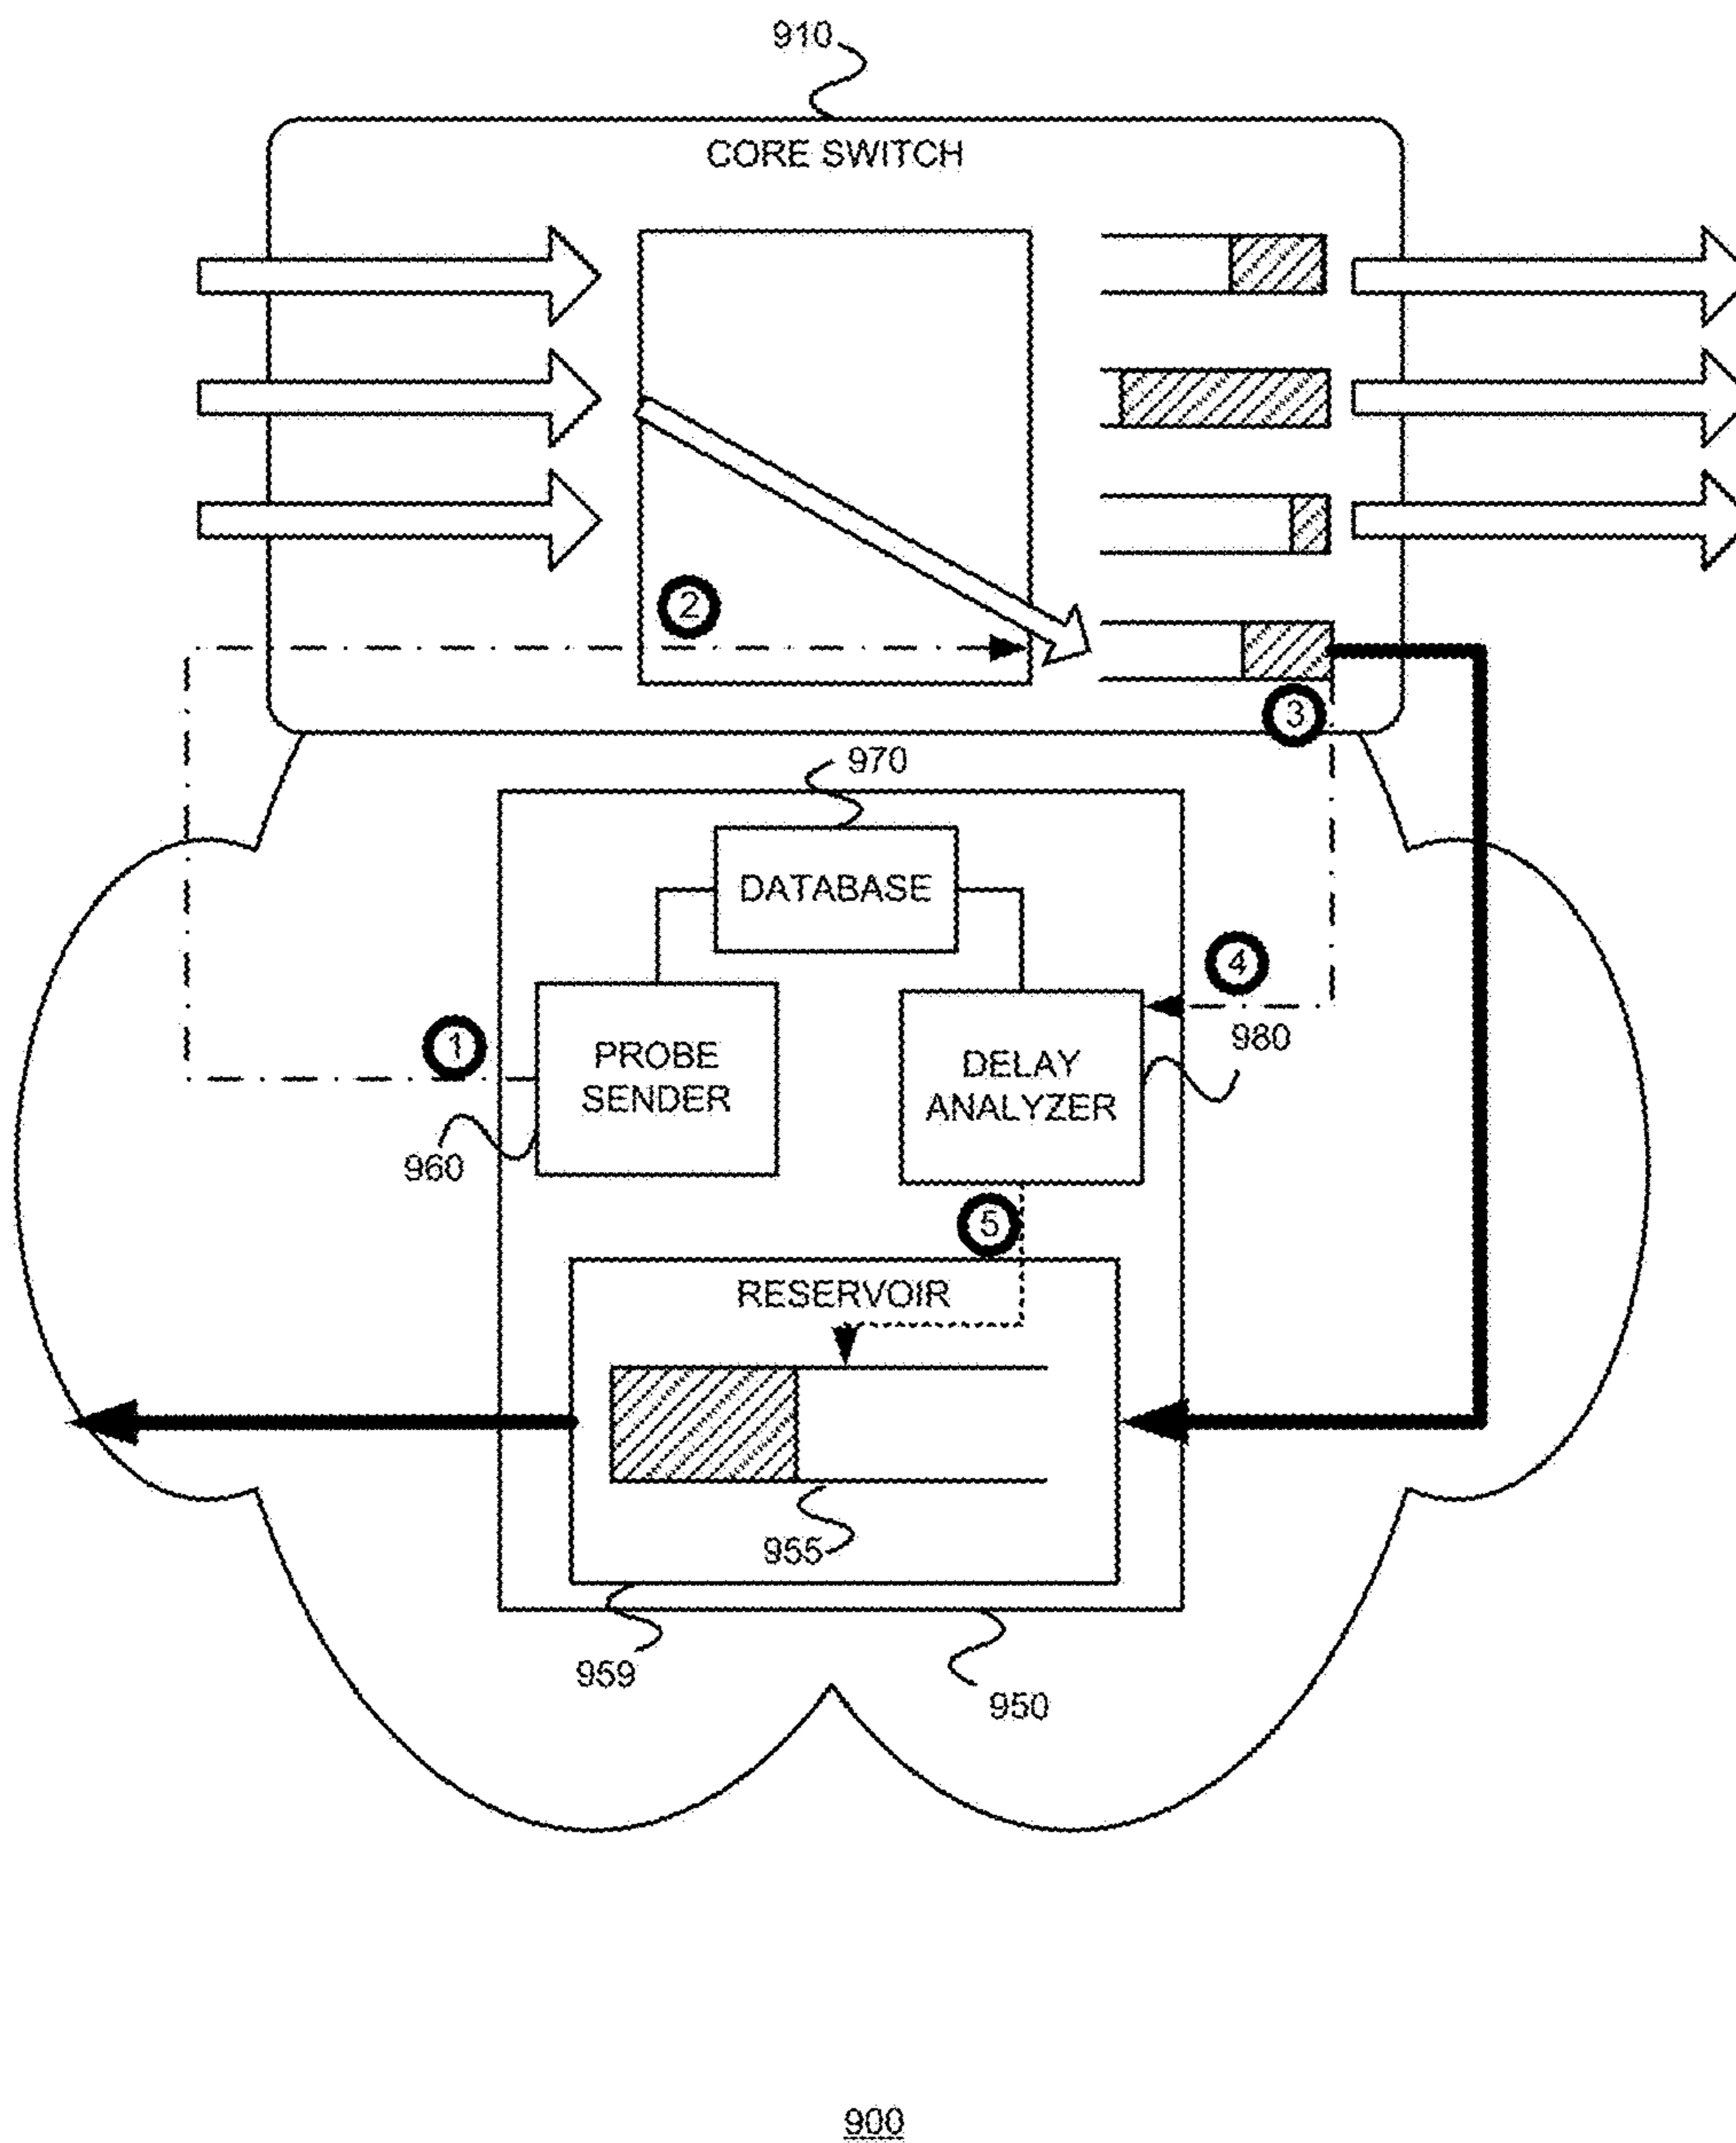 910
CORE SWITCH
2
3
970
DATABASE
4
1
PROBE
SENDER
DELAY
ANALYZER
980
960
5
RESERVOIR
955
959
950
900